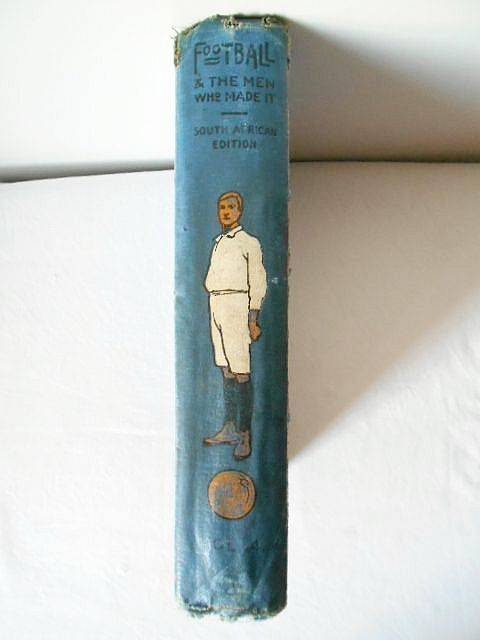 FOOTBALL
& THE MEN
WHO MADE IT
SOUTH AFRICAN
EDITION